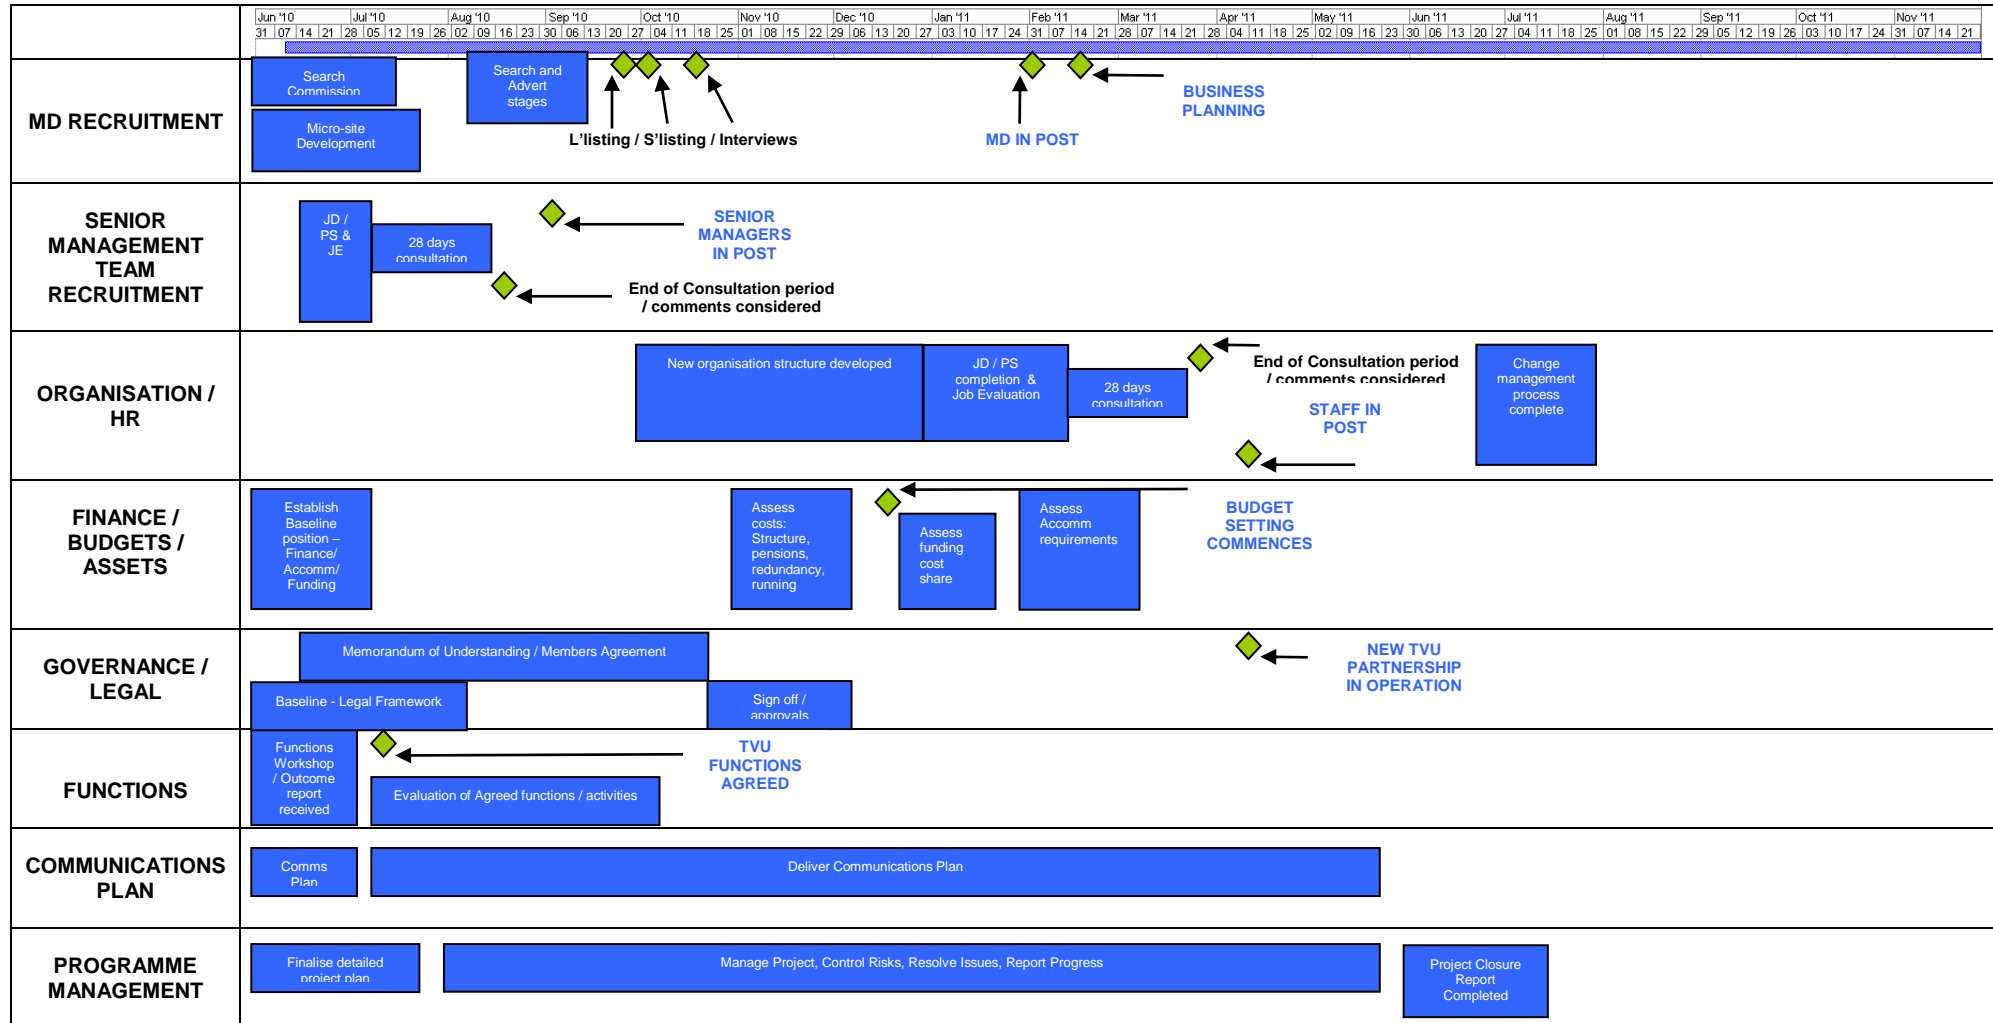 Jun '10 Jul '10 Aug '10 Sep '10 Oct '10 Nov '10 Dec '10 Jan '11 Feb '11 Mar '11 Apr '11 May '11 Jun '11 Jul '11 Aug '11 Sep '11 Oct '11 Nov '11
31 07 14 21 28 05 12 19 26 02 09 16 23 30 06 13 20 27 04 11 18 25 01 08 15 22 29 06 13 20 27 03 10 17 24 31 07 14 21 28 07 14 21 28 04 11 18 25 02 09 16 23 30 06 13 20 27 04 11 18 25 01 08 15 22 29 05 12 19 26 03 10 17 24 31 07 14 21
MD RECRUITMENT
Search
Commission
Micro-site
Development
Search and
Advert
stages
L'listing / S'listing / Interviews
MD IN POST
BUSINESS
PLANNING
SENIOR
MANAGEMENT
TEAM
RECRUITMENT
JD /
PS &
JE
28 days
consultation
SENIOR
MANAGERS
IN POST
End of Consultation period
/ comments considered
ORGANISATION /
HR
New organisation structure developed
JD / PS
completion &
Job Evaluation
28 days
consultation
End of Consultation period
/ comments considered
STAFF IN
POST
Change
management
process
complete
FINANCE /
BUDGETS /
ASSETS
Establish
Baseline
position –
Finance/
Accomm/
Funding
Assess
costs:
Structure,
pensions,
redundancy,
running
Assess
funding
cost
share
Assess
Accomm
requirements
BUDGET
SETTING
COMMENCES
GOVERNANCE /
LEGAL
Memorandum of Understanding / Members Agreement
Baseline - Legal Framework
Sign off /
approvals
NEW TVU
PARTNERSHIP
IN OPERATION
FUNCTIONS
Functions
Workshop
/ Outcome
report
received
TVU
FUNCTIONS
AGREED
Evaluation of Agreed functions / activities
COMMUNICATIONS
PLAN
Comms
Plan
Deliver Communications Plan
PROGRAMME
MANAGEMENT
Finalise detailed
project plan
Manage Project, Control Risks, Resolve Issues, Report Progress
Project Closure
Report
Completed